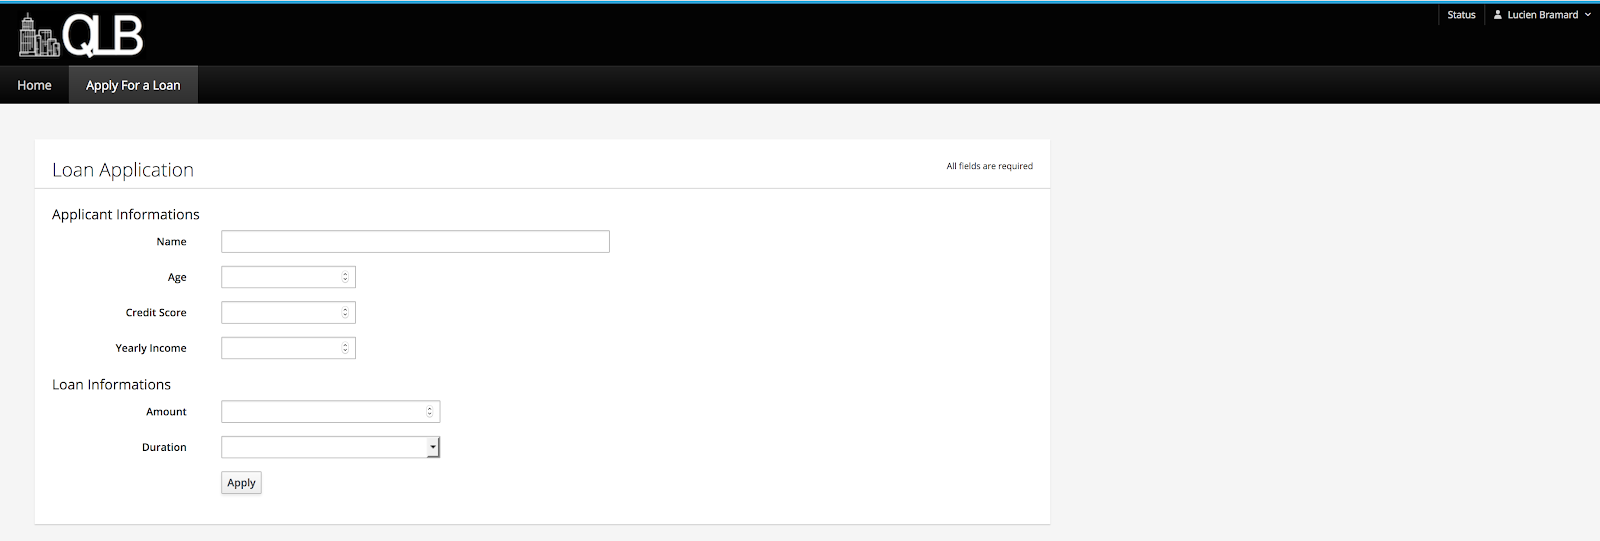 QLB
Status
Lucien Bramard
Home
Apply For a Loan
Loan Application
All fields are required
Applicant Informations
Name
Age
Credit Score
Yearly Income
Loan Informations
Amount
Duration
Apply